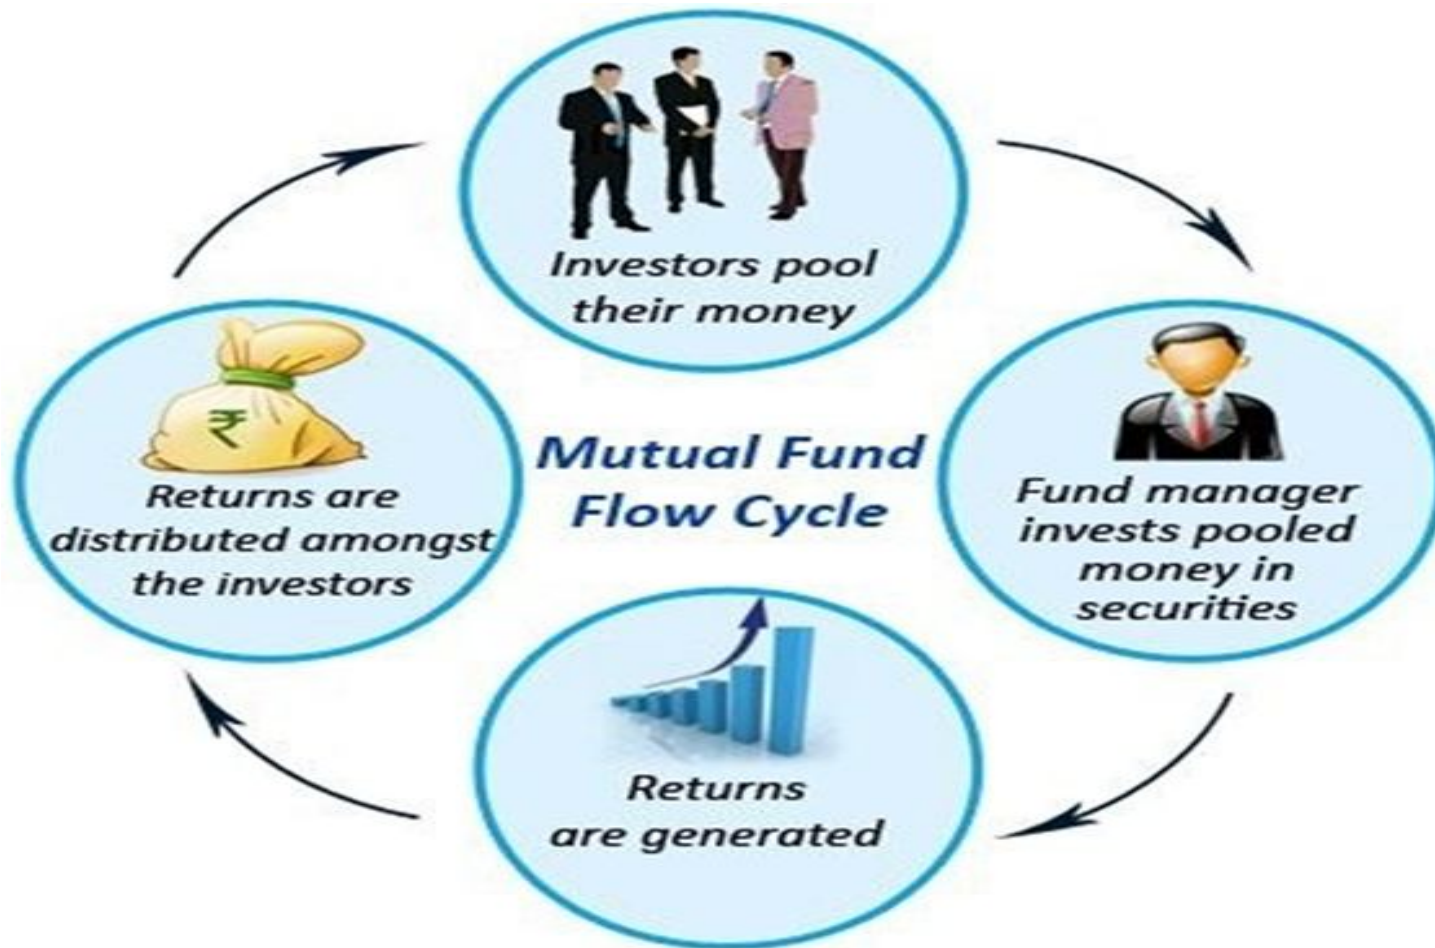 Investors pool
their money
Mutual Fund
Flow Cycle
Fund manager
invests pooled
money in
securities
Returns
are generated
₹
Returns are
distributed amongst
the investors